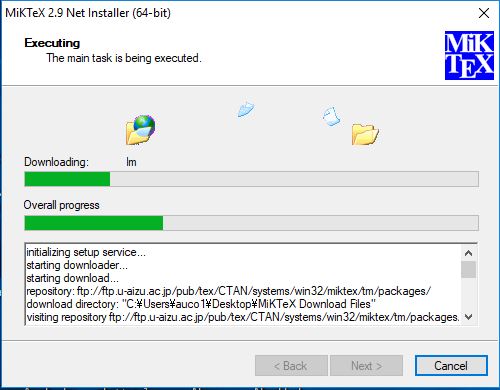 MiKTeX 2.9 Net Installer (64-bit)
Executing
The main task is being executed.
MiK
TEX
Downloading: lm
Overall progress
initializing setup service...
starting downloader...
starting download...
repository: ftp://ftp.u-aizu.ac.jp/pub/tex/CTAN/systems/win32/miktex/tm/packages/
download directory: "C:¥Users¥auco1¥Desktop¥MiKTeX Download Files"
visiting repository ftp://ftp.u-aizu.ac.jp/pub/tex/CTAN/systems/win32/miktex/tm/packages.
< Back
Next >
Cancel